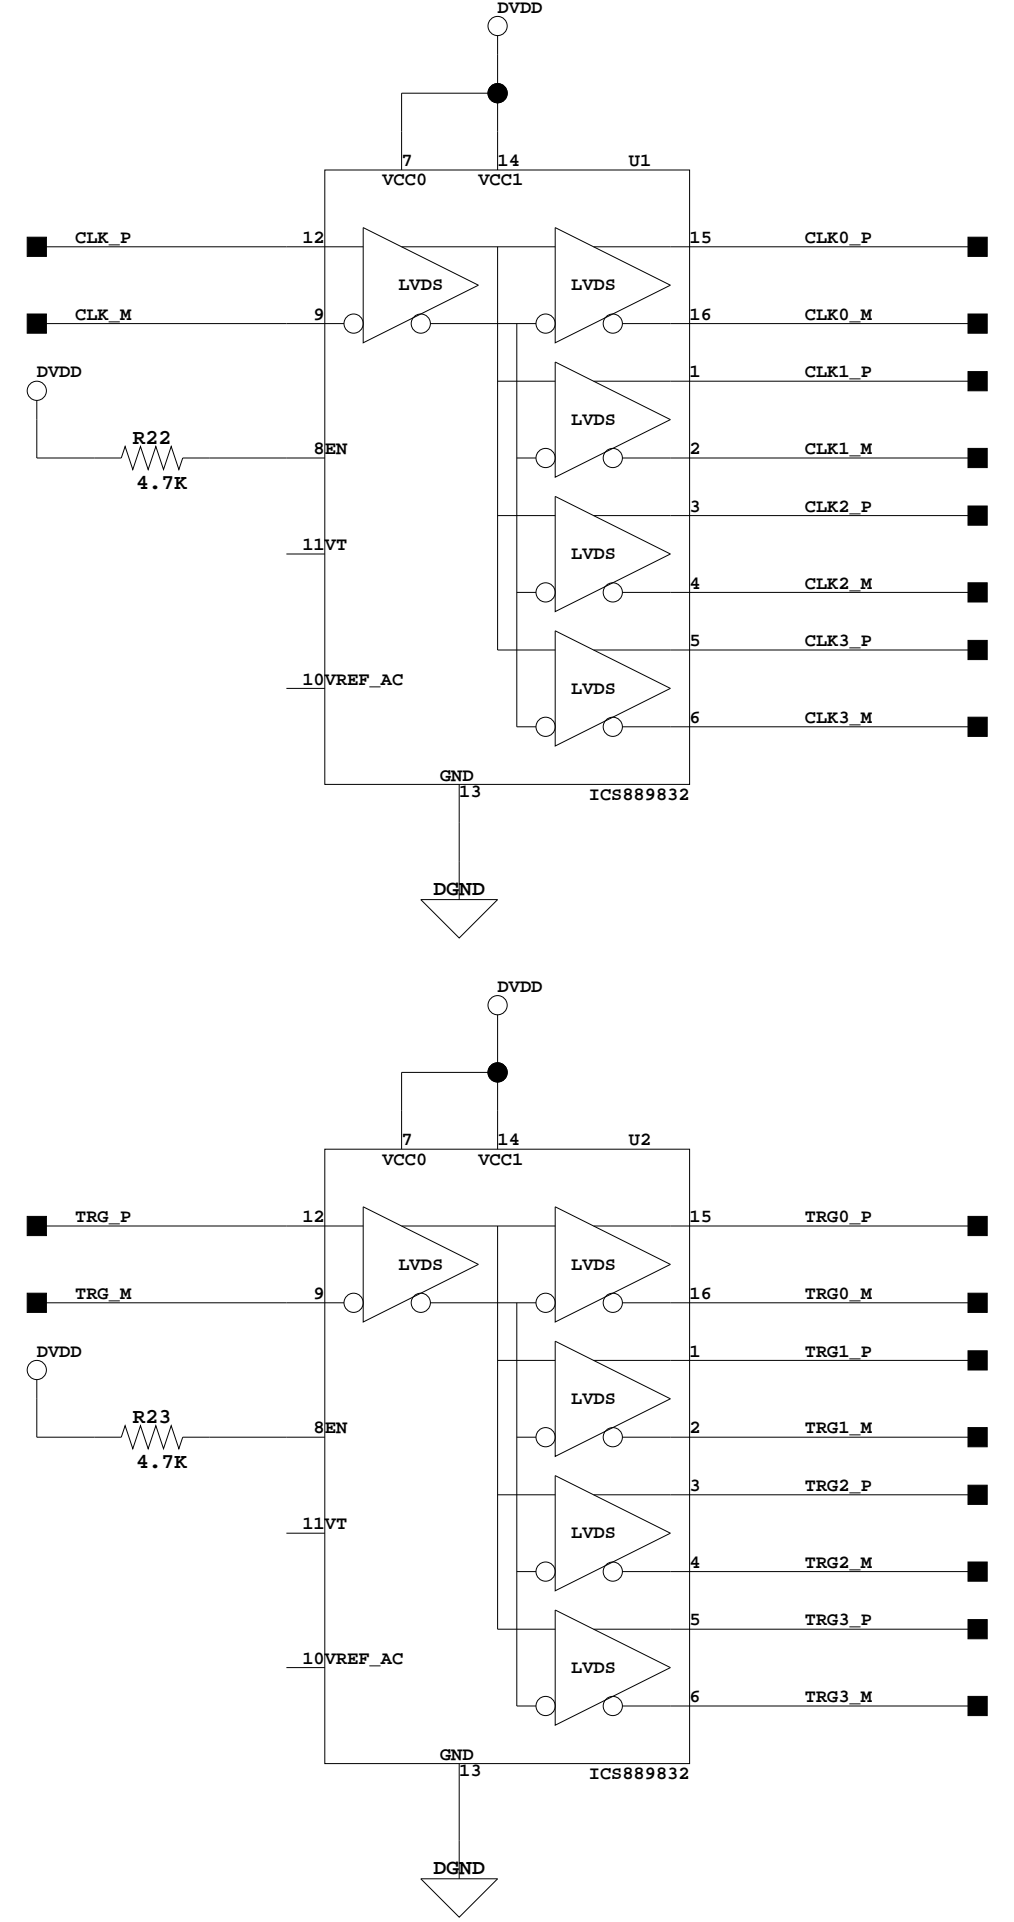 DVDD
7 14 U1
VCC0 VCC1
CLK_P 12 LVDS LVDS 15 CLK0_P
CLK_M 9 16 CLK0_M
DVDD 1 CLK1_P
LVDS
R22 8EN 2 CLK1_M
4.7K
3 CLK2_P
11VT LVDS
4 CLK2_M
5 CLK3_P
10VREF_AC LVDS
6 CLK3_M
GND
13 ICS889832
DGND
DVDD
7 14 U2
VCC0 VCC1
TRG_P 12 LVDS LVDS 15 TRG0_P
TRG_M 9 16 TRG0_M
DVDD 1 TRG1_P
LVDS
R23 8EN 2 TRG1_M
4.7K
3 TRG2_P
11VT LVDS
4 TRG2_M
5 TRG3_P
10VREF_AC LVDS
6 TRG3_M
GND
13 ICS889832
DGND